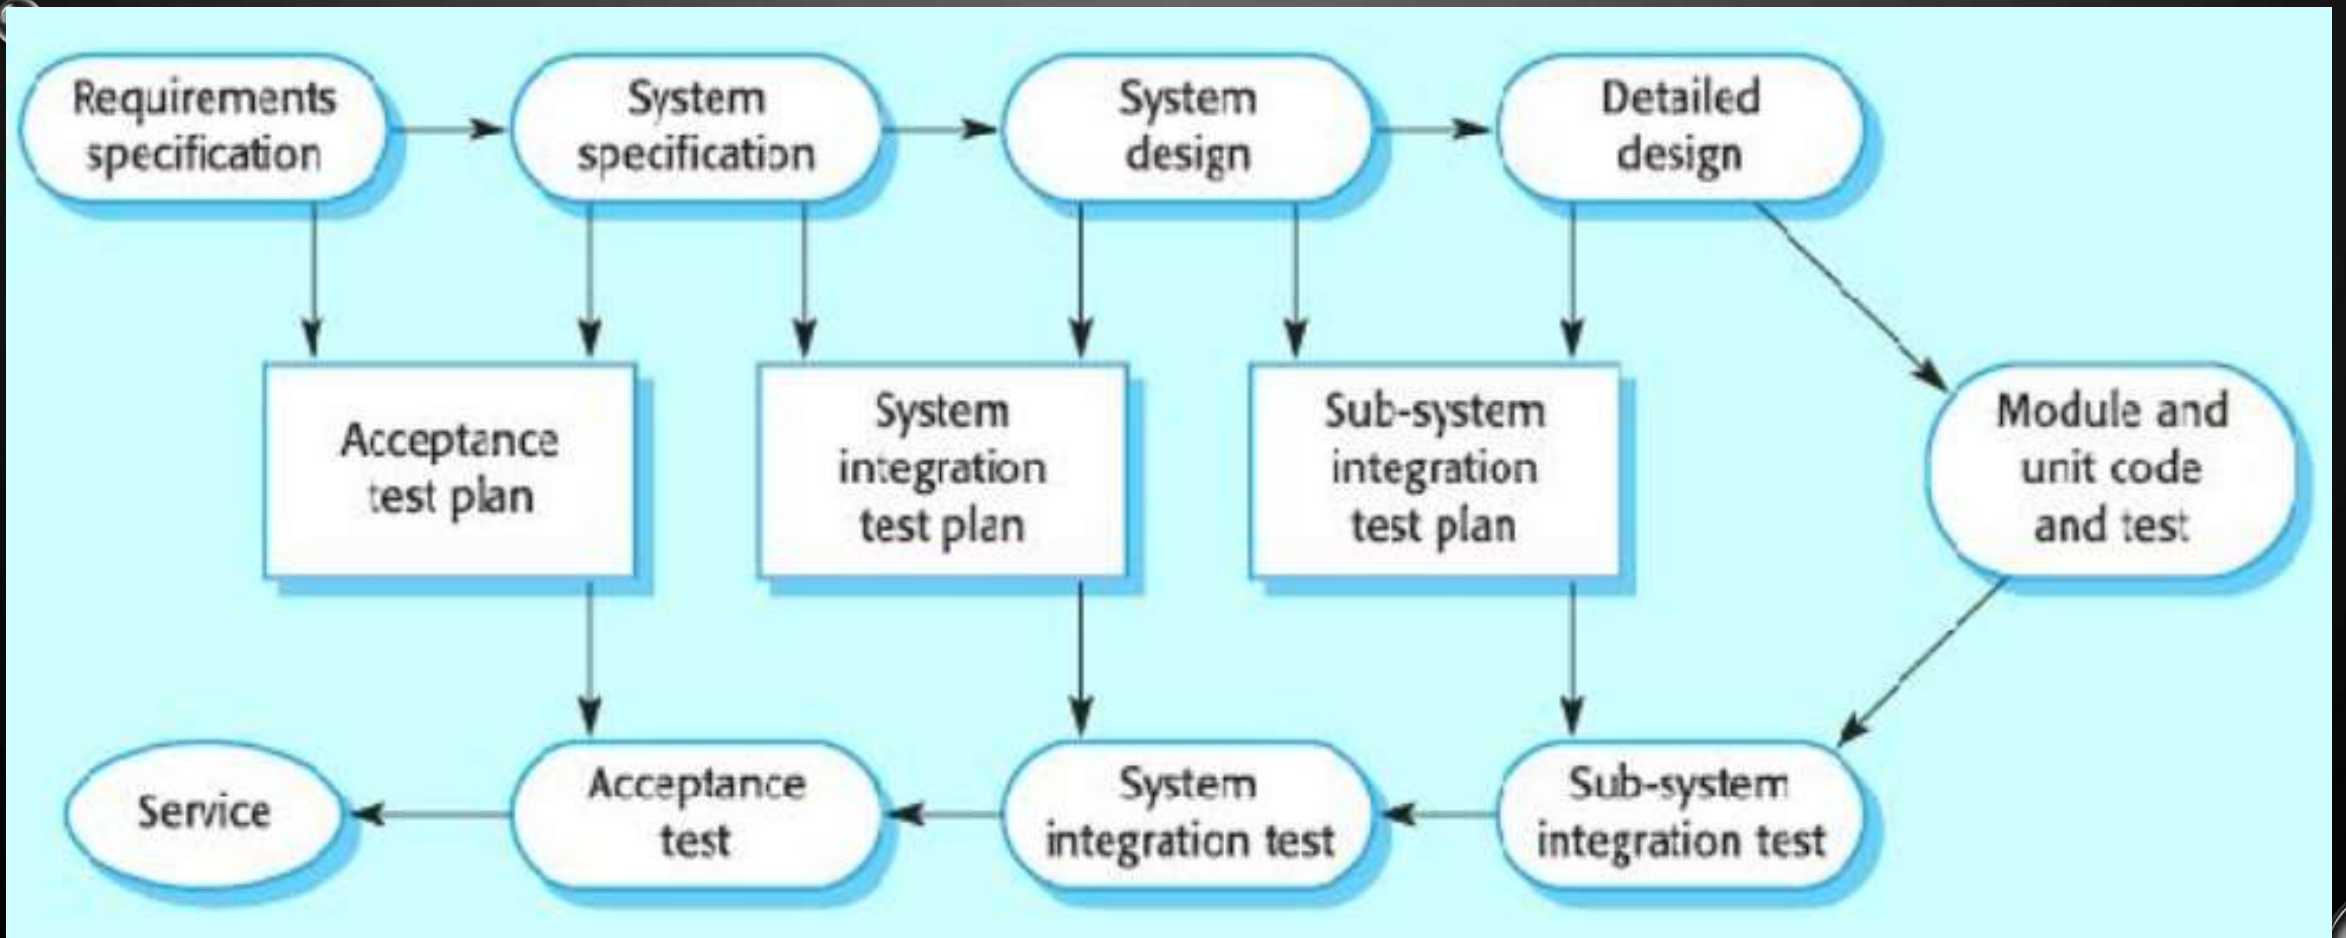 Requirements
specification
System
specification
System
design
Detailed
design
Acceptance
test plan
System
integration
test plan
Sub-system
integration
test plan
Module and
unit code
and test
Service
Acceptance
test
System
integration test
Sub-system
integration test